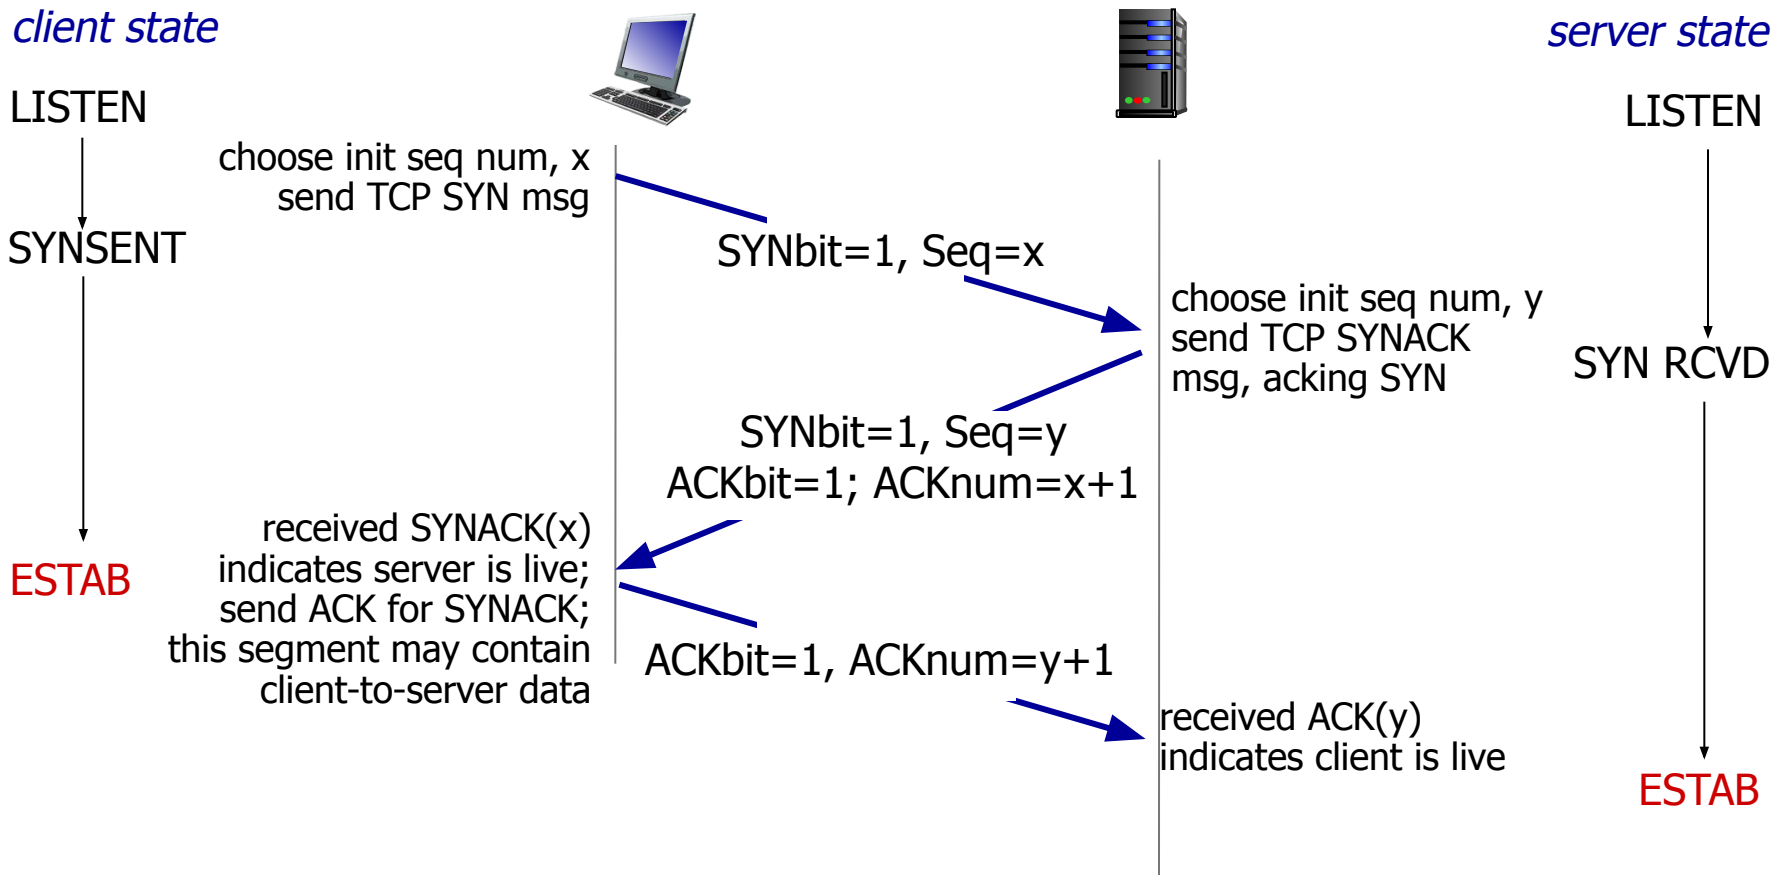 client state
server state
LISTEN
LISTEN
choose init seq num, x
send TCP SYN msg
SYNSENT
SYNbit=1, Seq=x
choose init seq num, y
send TCP SYNACK
msg, acking SYN
SYN RCVD
SYNbit=1, Seq=y
ACKbit=1; ACKnum=x+1
received SYNACK(x)
indicates server is live;
send ACK for SYNACK;
this segment may contain
client-to-server data
ESTAB
ACKbit=1, ACKnum=y+1
received ACK(y)
indicates client is live
ESTAB